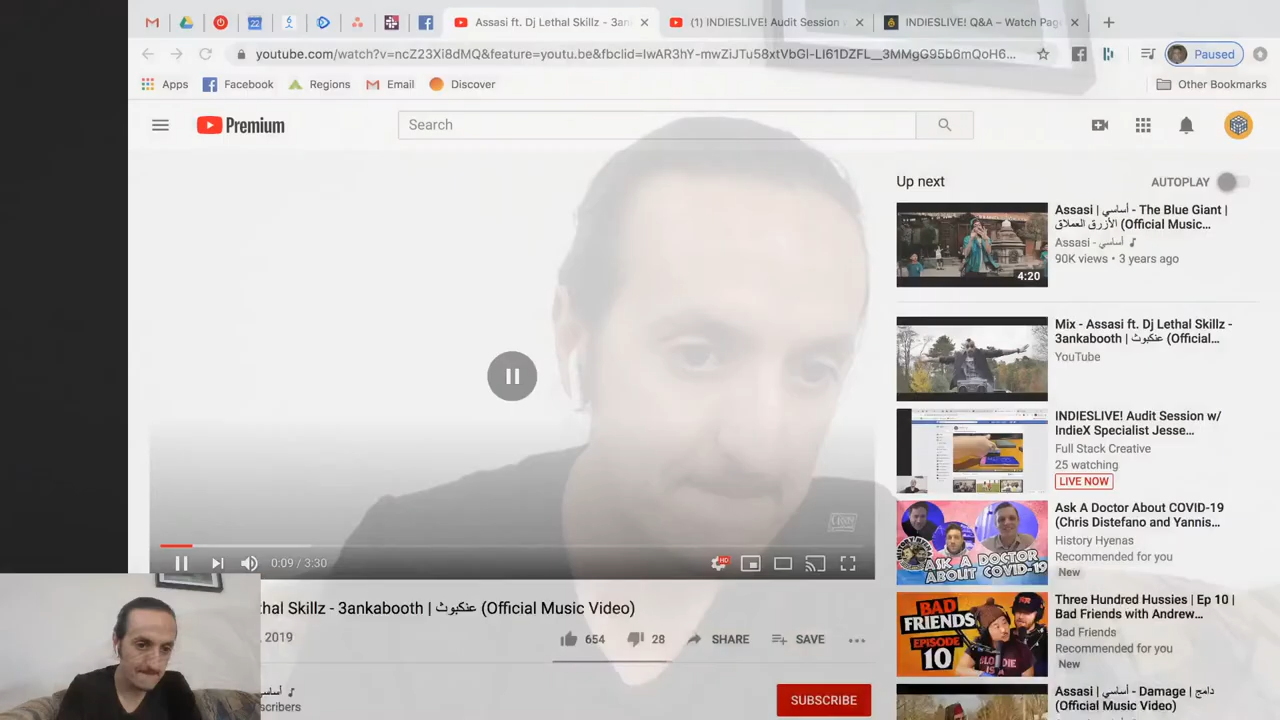 Assasi ft. Dj Lethal Skillz - 3an
(1) INDIESLIVE! Audit Session
INDIESLIVE! Q&A – Watch Pag
youtube.com/watch?v=ncZ23Xi8dMQ&feature=youtu.be&fbclid=IwAR3hY-mwZiJTu58xtVbGl-LI61DZFL__3MMgG95b6mQoH6...
Paused
Apps
Facebook
Regions
Email
Discover
Other Bookmarks
Premium
Search
Up next
AUTOPLAY
Assasi | أساسي - The Blue Giant |
الأزرق العملاق (Official Music...
Assasi - أساسي
90K views • 3 years ago
4:20
Mix - Assasi ft. Dj Lethal Skillz -
3ankabooth | عنكبوث (Official...
YouTube
INDIESLIVE! Audit Session w/
IndieX Specialist Jesse...
Full Stack Creative
25 watching
LIVE NOW
Ask A Doctor About COVID-19
(Chris Distefano and Yannis...
History Hyenas
Recommended for you
New
ASK A DOCTOR
ABOUT COVID-19
Three Hundred Hussies | Ep 10 |
Bad Friends with Andrew...
Bad Friends
Recommended for you
New
BAD
FRIENDS
EPISODE
10
Assasi | أساسي - Damage | دامج
(Official Music Video)
0:09 / 3:30
HD
hal Skillz - 3ankabooth | عنكبوث (Official Music Video)
, 2019
654
28
SHARE
SAVE
أساسي
scribers
SUBSCRIBE